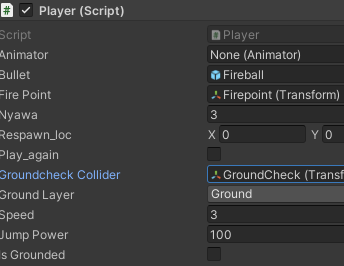 # Player (Script)
Script Player
Animator None (Animator)
Bullet Fireball
Fire Point Firepoint (Transform)
Nyawa 3
Respawn_loc X 0 Y 0
Play_again
Groundcheck Collider GroundCheck (Transf
Ground Layer Ground
Speed 3
Jump Power 100
Is Grounded